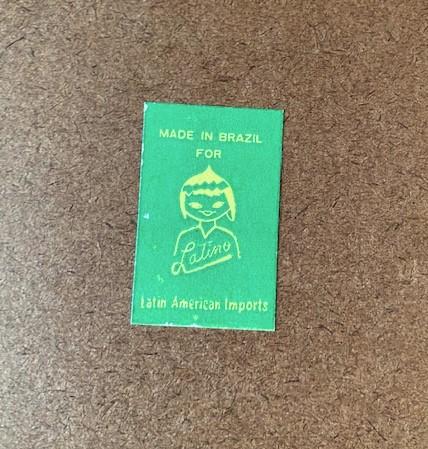 MADE IN BRAZIL
FOR
Latino
Latin American Imports